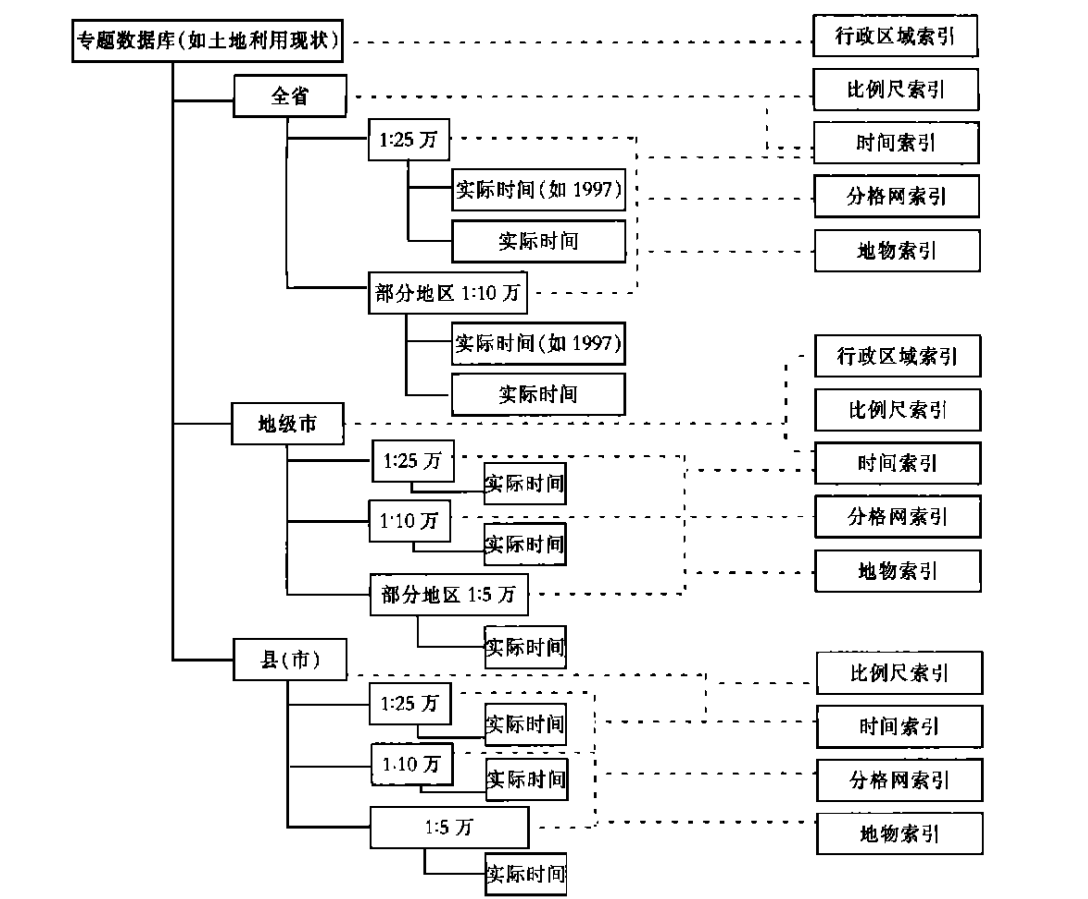 专题数据库(如土地利用现状)
行政区域索引
全省
比例尺索引
1:25 万
时间索引
实际时间(如 1997)
分格网索引
实际时间
地物索引
部分地区 1:10 万
实际时间(如 1997)
行政区域索引
实际时间
比例尺索引
地级市
1:25 万
时间索引
实际时间
1·10 万
分格网索引
实际时间
地物索引
部分地区 1:5 万
实际时间
县(市)
比例尺索引
1:25 万
实际时间
时间索引
1·10 万
实际时间
分格网索引
1:5 万
地物索引
实际时间